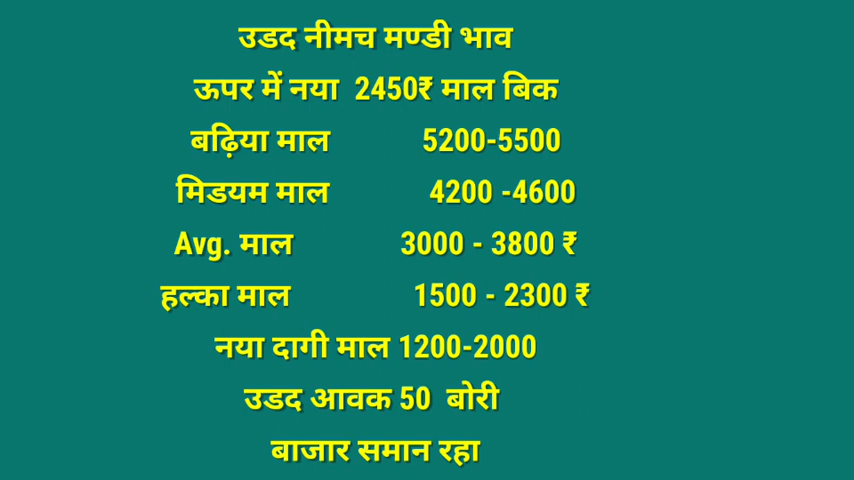 उडद नीमच मण्डी भाव
ऊपर में नया 2450₹ माल बिक
बढ़िया माल 5200-5500
मिडयम माल 4200 -4600
Avg. माल 3000 - 3800 ₹
हल्का माल 1500 - 2300 ₹
नया दागी माल 1200-2000
उडद आवक 50 बोरी
बाजार समान रहा